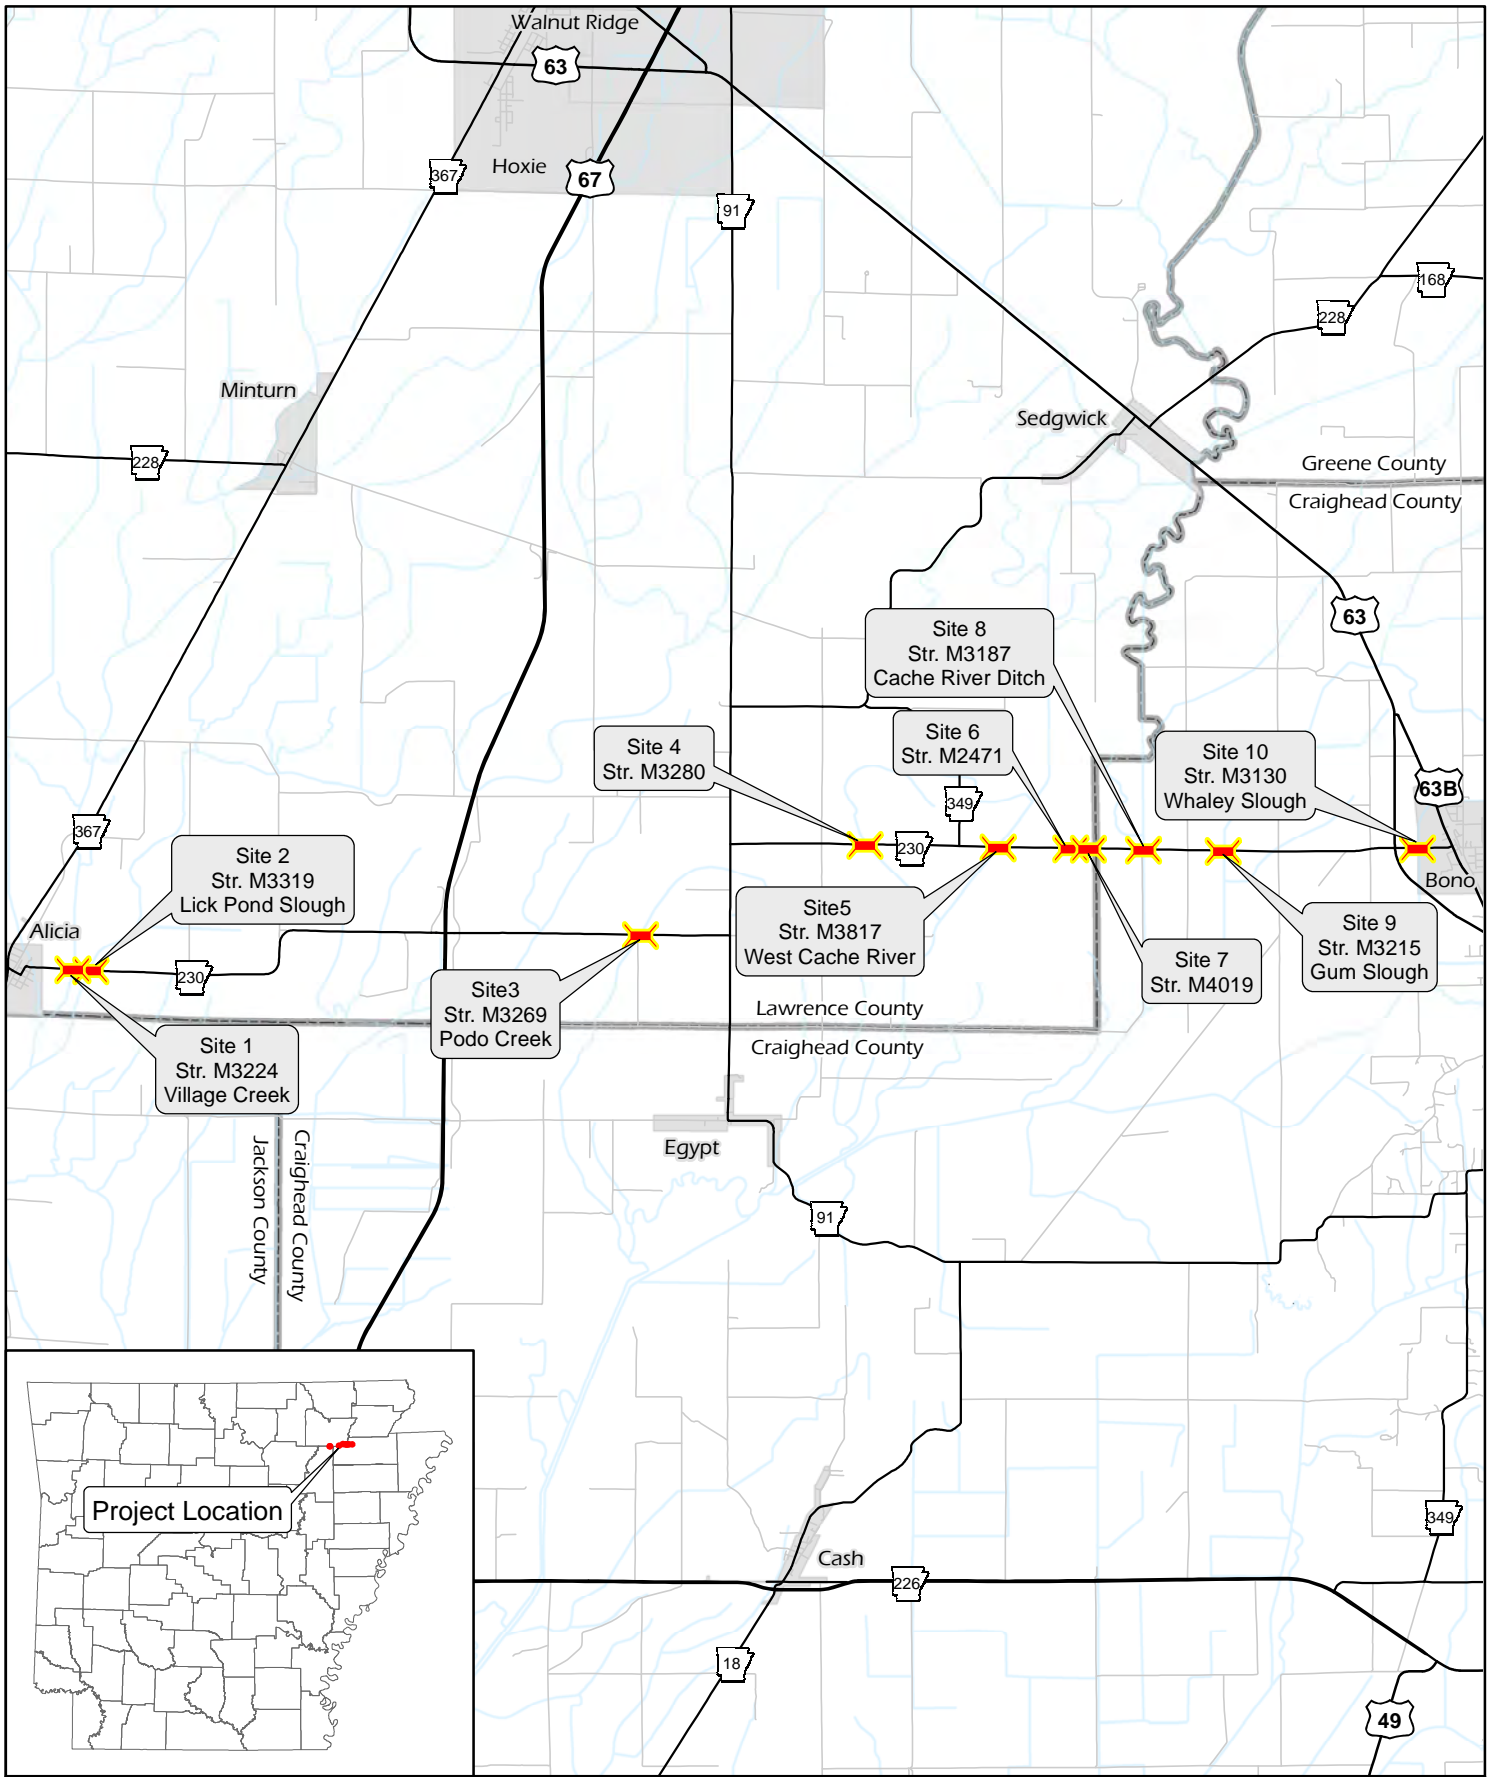 Walnut Ridge
63
Hoxie
367
67
91
168
228
Minturn
Sedgwick
228
Greene County
Craighead County
63
Site 8
Str. M3187
Cache River Ditch
Site 6
Str. M2471
Site 4
Str. M3280
Site 10
Str. M3130
Whaley Slough
63B
349
367
230
Site 2
Str. M3319
Lick Pond Slough
Bono
Site5
Str. M3817
West Cache River
Site 9
Str. M3215
Gum Slough
Alicia
Site 7
Str. M4019
230
Site3
Str. M3269
Podo Creek
Lawrence County
Craighead County
Site 1
Str. M3224
Village Creek
Egypt
Jackson County
Craighead County
91
Project Location
349
Cash
226
18
49